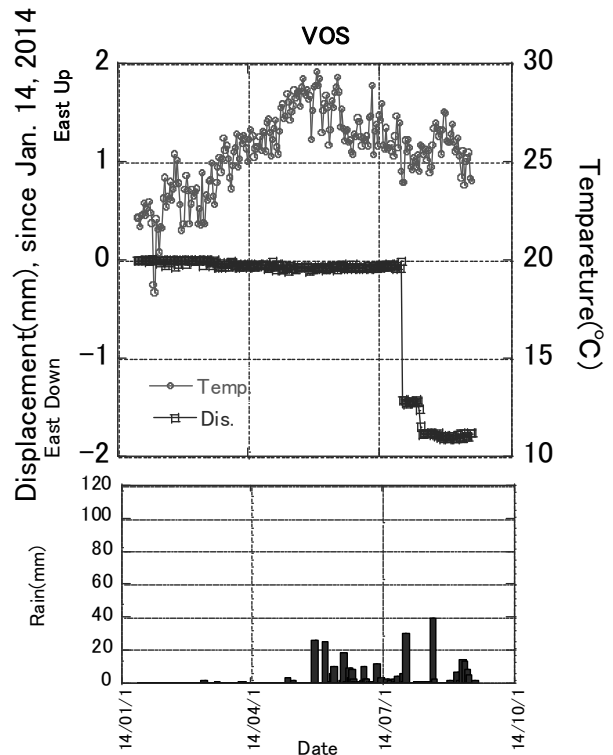 VOS
Displacement(mm), since Jan. 14, 2014
East Up
East Down
2
1
0
-1
-2
30
25
20
15
10
Tempareture(°C)
Temp.
Dis.
Rain(mm)
120
100
80
60
40
20
0
14/01/1
14/04/1
14/07/1
14/10/1
Date